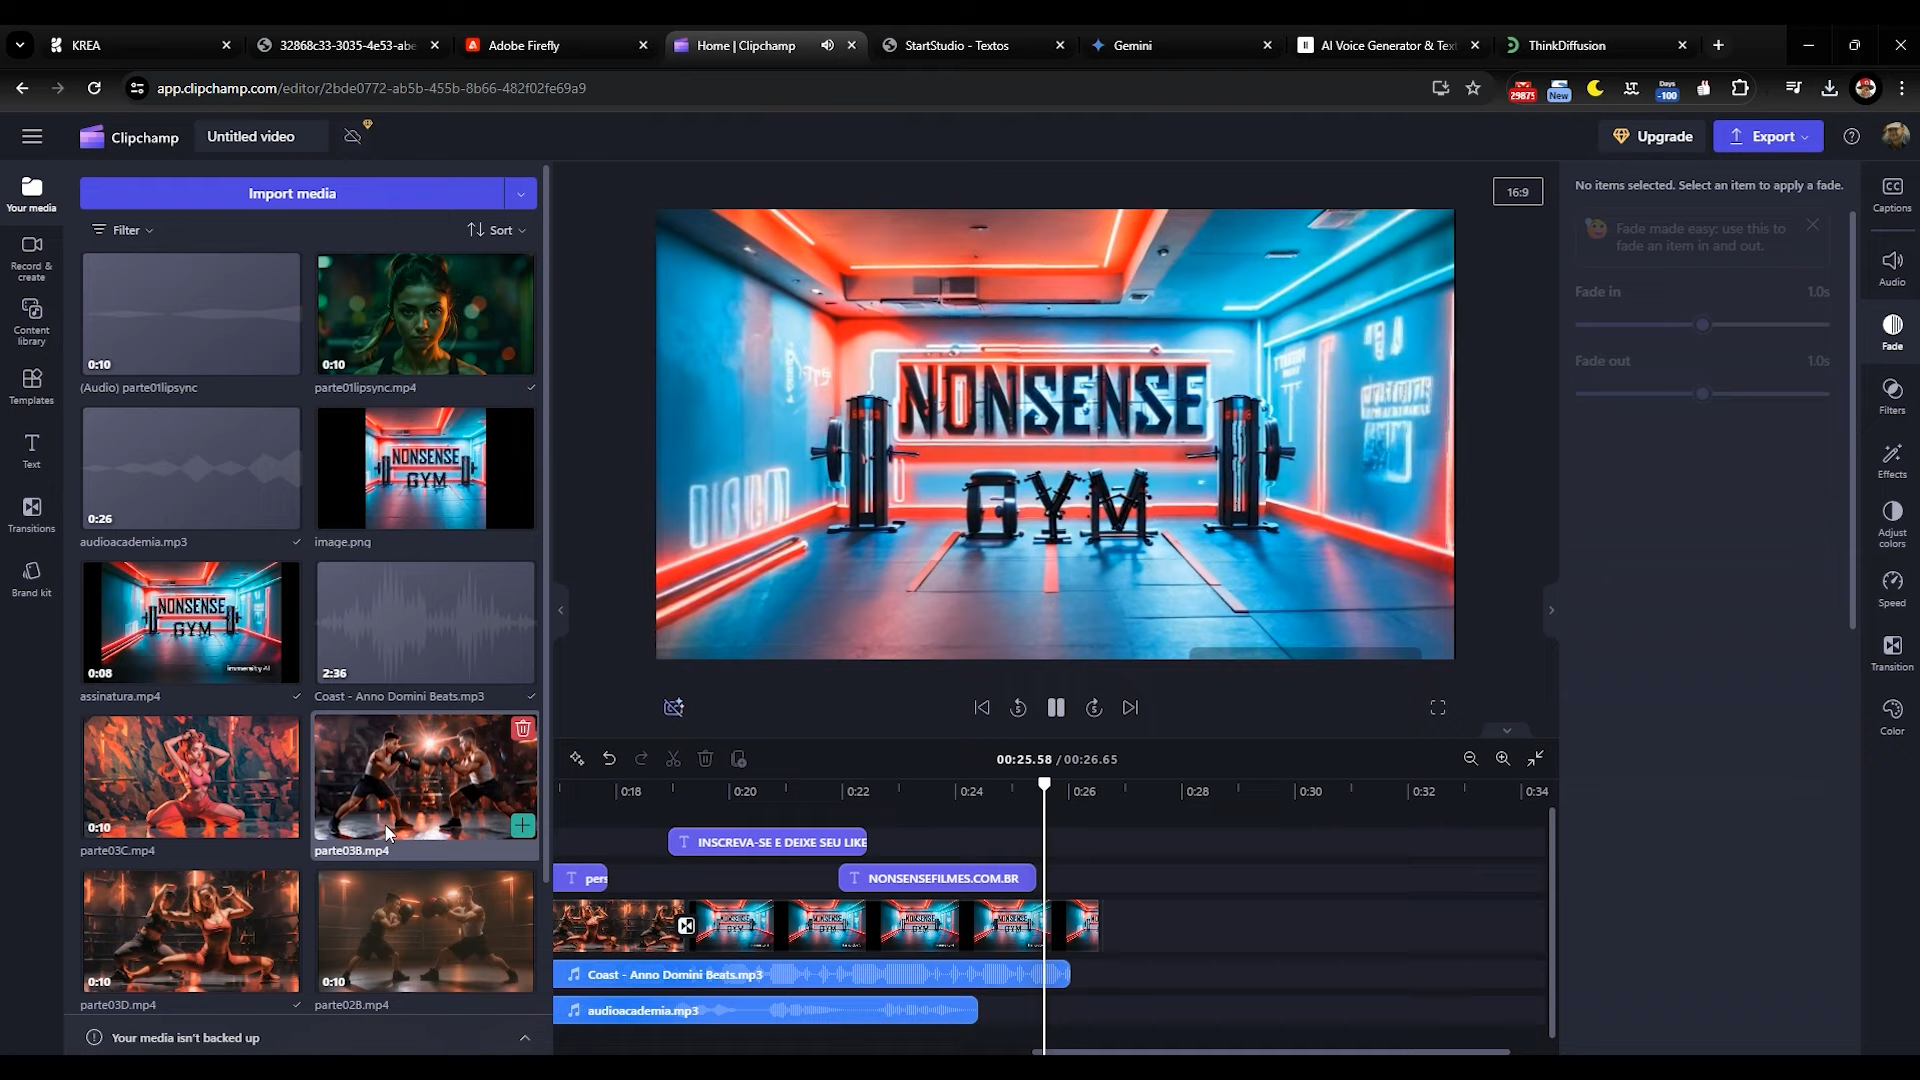 KREA
32868c33-3035-4e53-abe
Adobe Firefly
Home | Clipchamp
StartStudio - Textos
Gemini
AI Voice Generator & Tex
ThinkDiffusion
app.clipchamp.com/editor/2bde0772-ab5b-455b-8b66-482f02fe69a9
29873
New
Days
-100
Clipchamp
Untitled video
Upgrade
Export
Your media
Import media
16:9
No items selected. Select an item to apply a fade.
CC
Captions
Filter
Sort
Fade made easy: use this to
fade an item in and out.
Record &
create
Audio
Fade in
1.0s
Content
library
Fade
0:10
0:10
Fade out
1.0s
(Audio) parte01lipsync
parte01lipsync.mp4
Templates
Filters
NONSENSE
GYM
NONSENSE
GYM
Text
Effects
0:26
audioacademia.mp3
image.png
Transitions
Adjust
colors
Brand kit
NONSENSE
GYM
Speed
0:08
2:36
assinatura.mp4
Coast - Anno Domini Beats.mp3
Transition
Color
00:25.58 / 00:26.65
0:18
0:20
0:22
0:24
0:26
0:28
0:30
0:32
0:34
0:10
parte03C.mp4
parte03B.mp4
INSCREVA-SE E DEIXE SEU LIKE
pers
NONSENSEFILMES.COM.BR
0:10
0:10
Coast - Anno Domini Beats.mp3
parte03D.mp4
parte02B.mp4
audioacademia.mp3
Your media isn't backed up